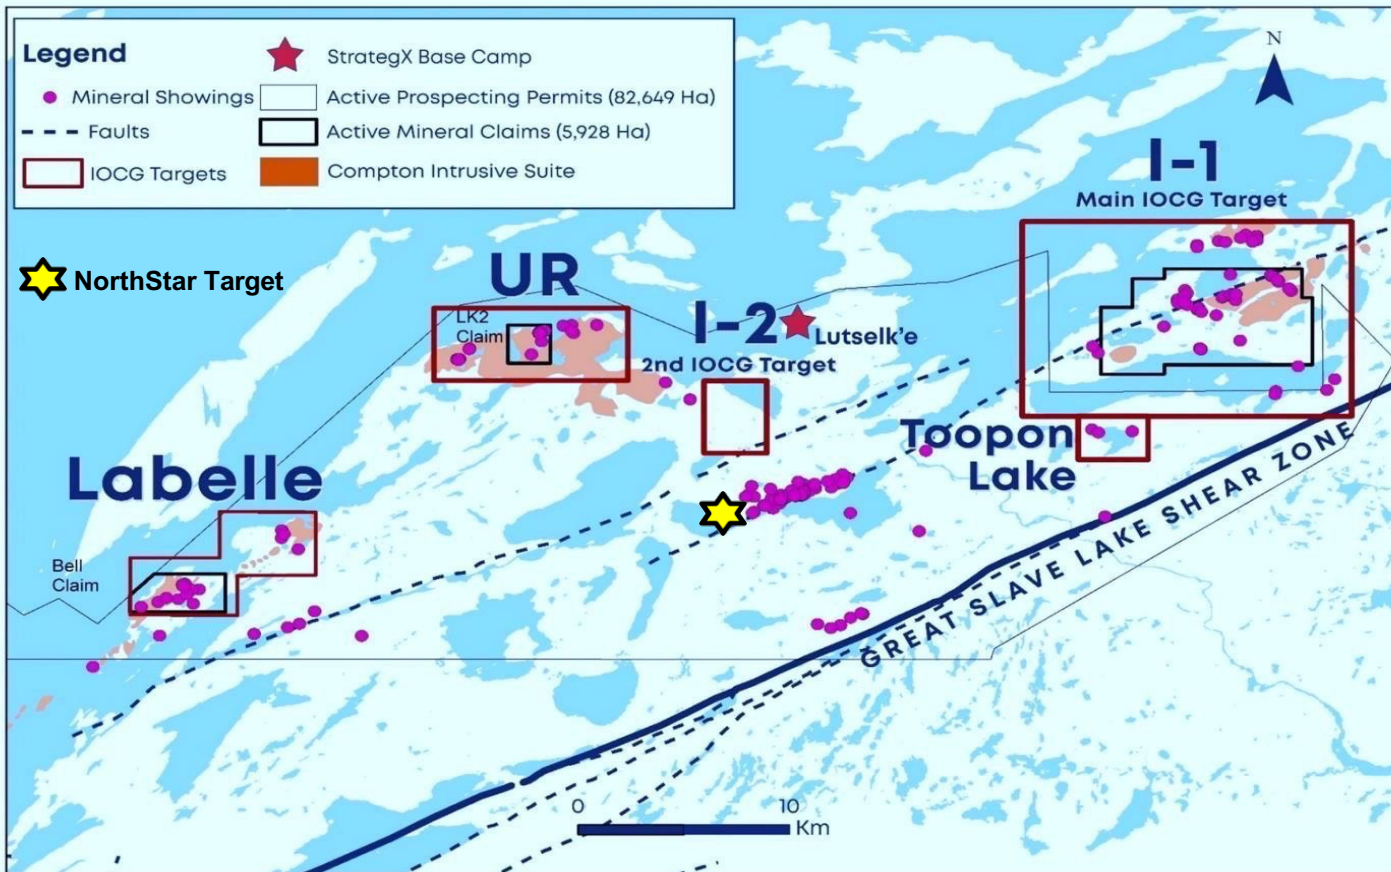 Legend
StrategX Base Camp
Mineral Showings
Active Prospecting Permits (82,649 Ha)
Faults
Active Mineral Claims (5,928 Ha)
IOCG Targets
Compton Intrusive Suite
NorthStar Target
N
I-1
Main IOCG Target
UR
LK2
Claim
I-2
Lutselk'e
2nd IOCG Target
Toopon
Lake
Labelle
Bell
Claim
GREAT SLAVE LAKE SHEAR ZONE
0 10
Km